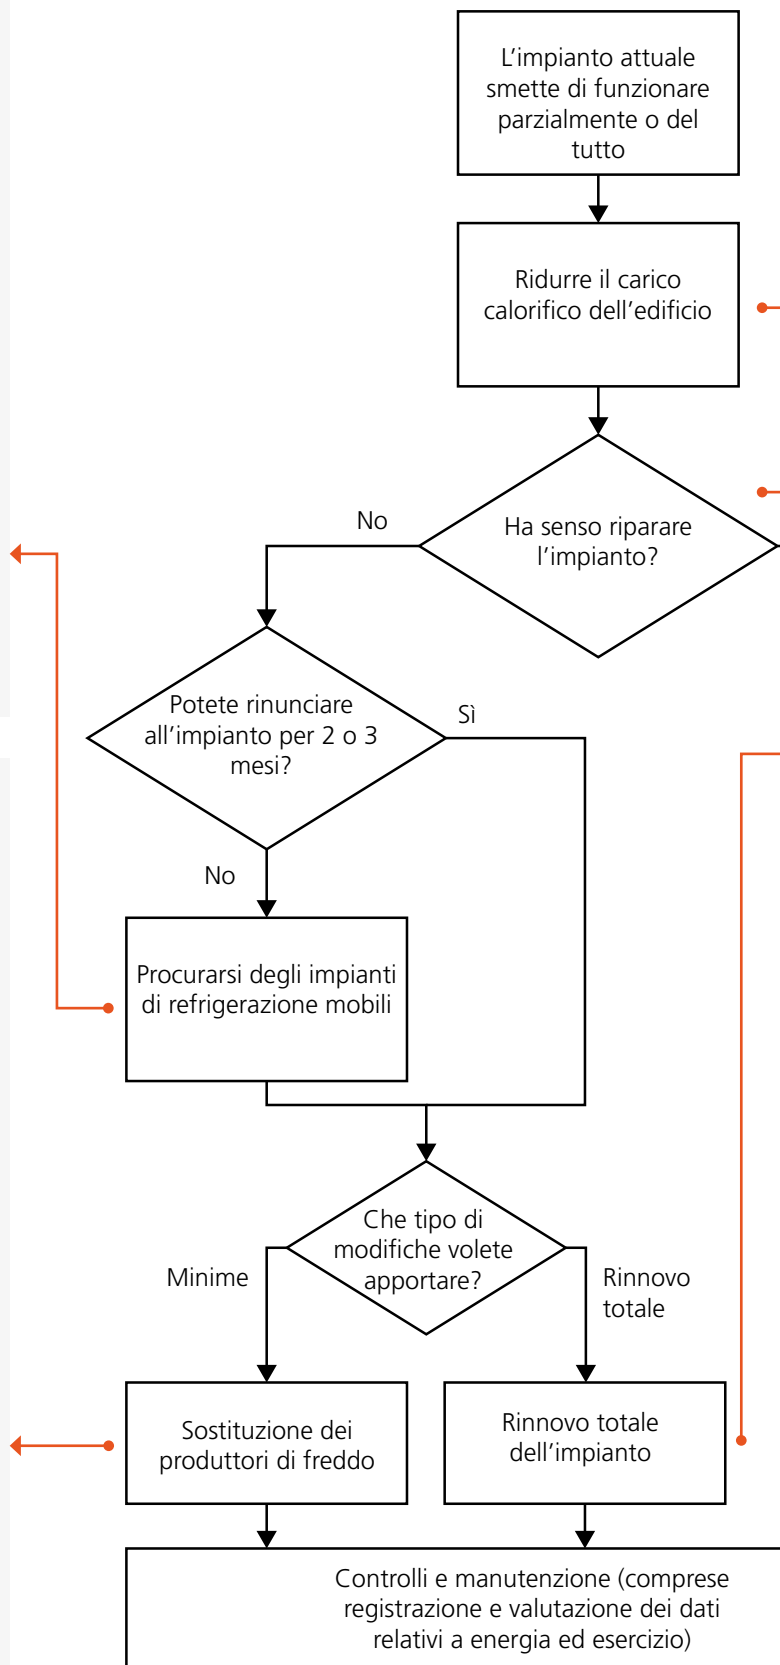 L’impianto attuale
smette di funzionare
parzialmente o del
tutto
Ridurre il carico
calorifico dell’edificio
No
Ha senso riparare
l’impianto?
Potete rinunciare
all’impianto per 2 o 3
mesi?
Sì
No
Procurarsi degli impianti
di refrigerazione mobili
Che tipo di
modifiche volete
apportare?
Minime
Rinnovo
totale
Sostituzione dei
produttori di freddo
Rinnovo totale
dell’impianto
Controlli e manutenzione (comprese
registrazione e valutazione dei dati
relativi a energia ed esercizio)